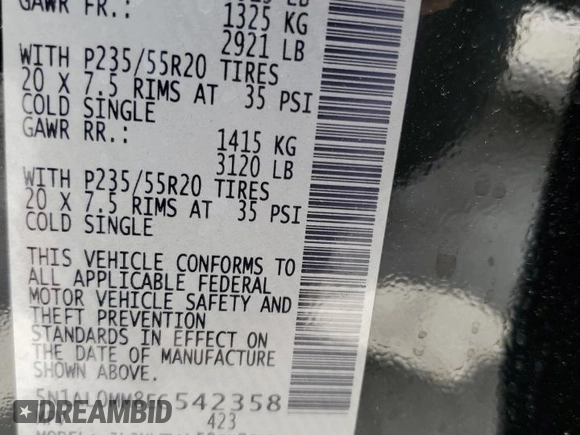 GAWR FR.:
1325 KG
2921 LB
WITH P235/55R20 TIRES
20 X 7.5 RIMS AT 35 PSI
COLD SINGLE
GAWR RR.:
1415 KG
3120 LB
WITH P235/55R20 TIRES
20 X 7.5 RIMS AT 35 PSI
COLD SINGLE
THIS VEHICLE CONFORMS TO
ALL APPLICABLE FEDERAL
MOTOR VEHICLE SAFETY AND
THEFT PREVENTION
STANDARDS IN EFFECT ON
THE DATE OF MANUFACTURE
SHOWN ABOVE.
542358
423
DEALERCARHISTORY.COM